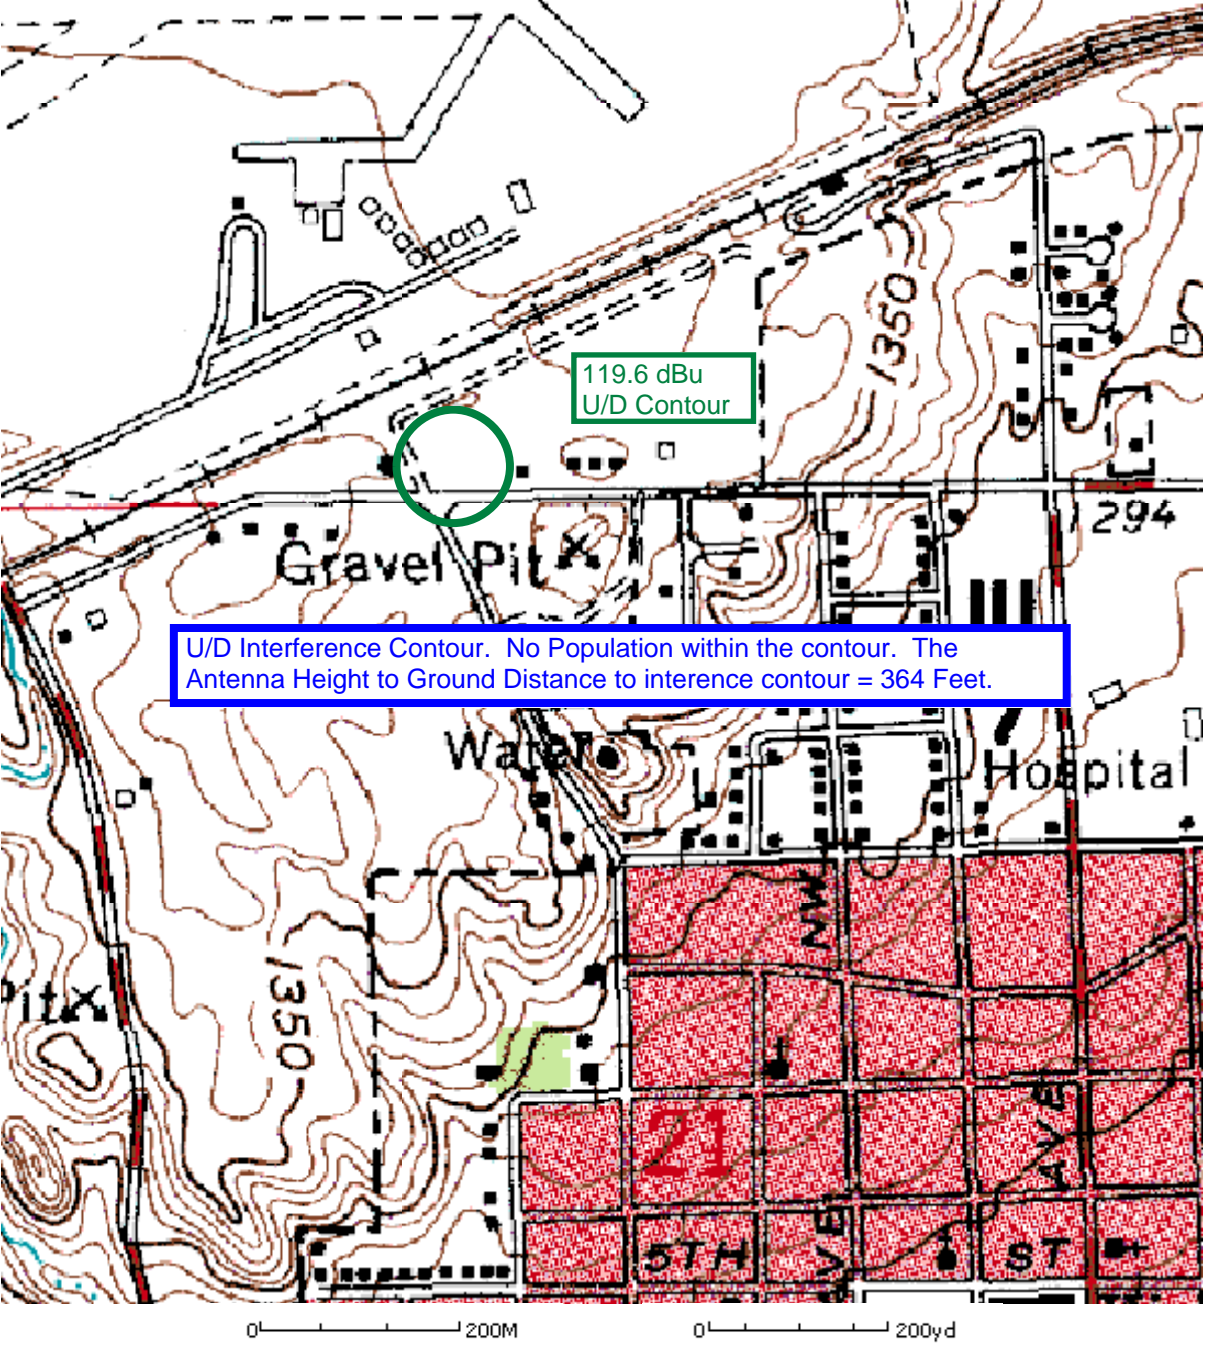 1350
119.6 dBu
U/D Contour
1294
Gravel Pit
U/D Interference Contour.  No Population within the contour.  The
Antenna Height to Ground Distance to interence contour = 364 Feet.
Water
Hospital
NW
1350
Pit
21
AVE
AVE
5TH ST
0 200M 0 200yd